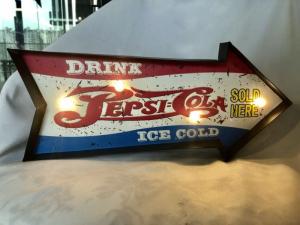 DRINK
PEPSI-COLA
SOLD
HERE
ICE COLD